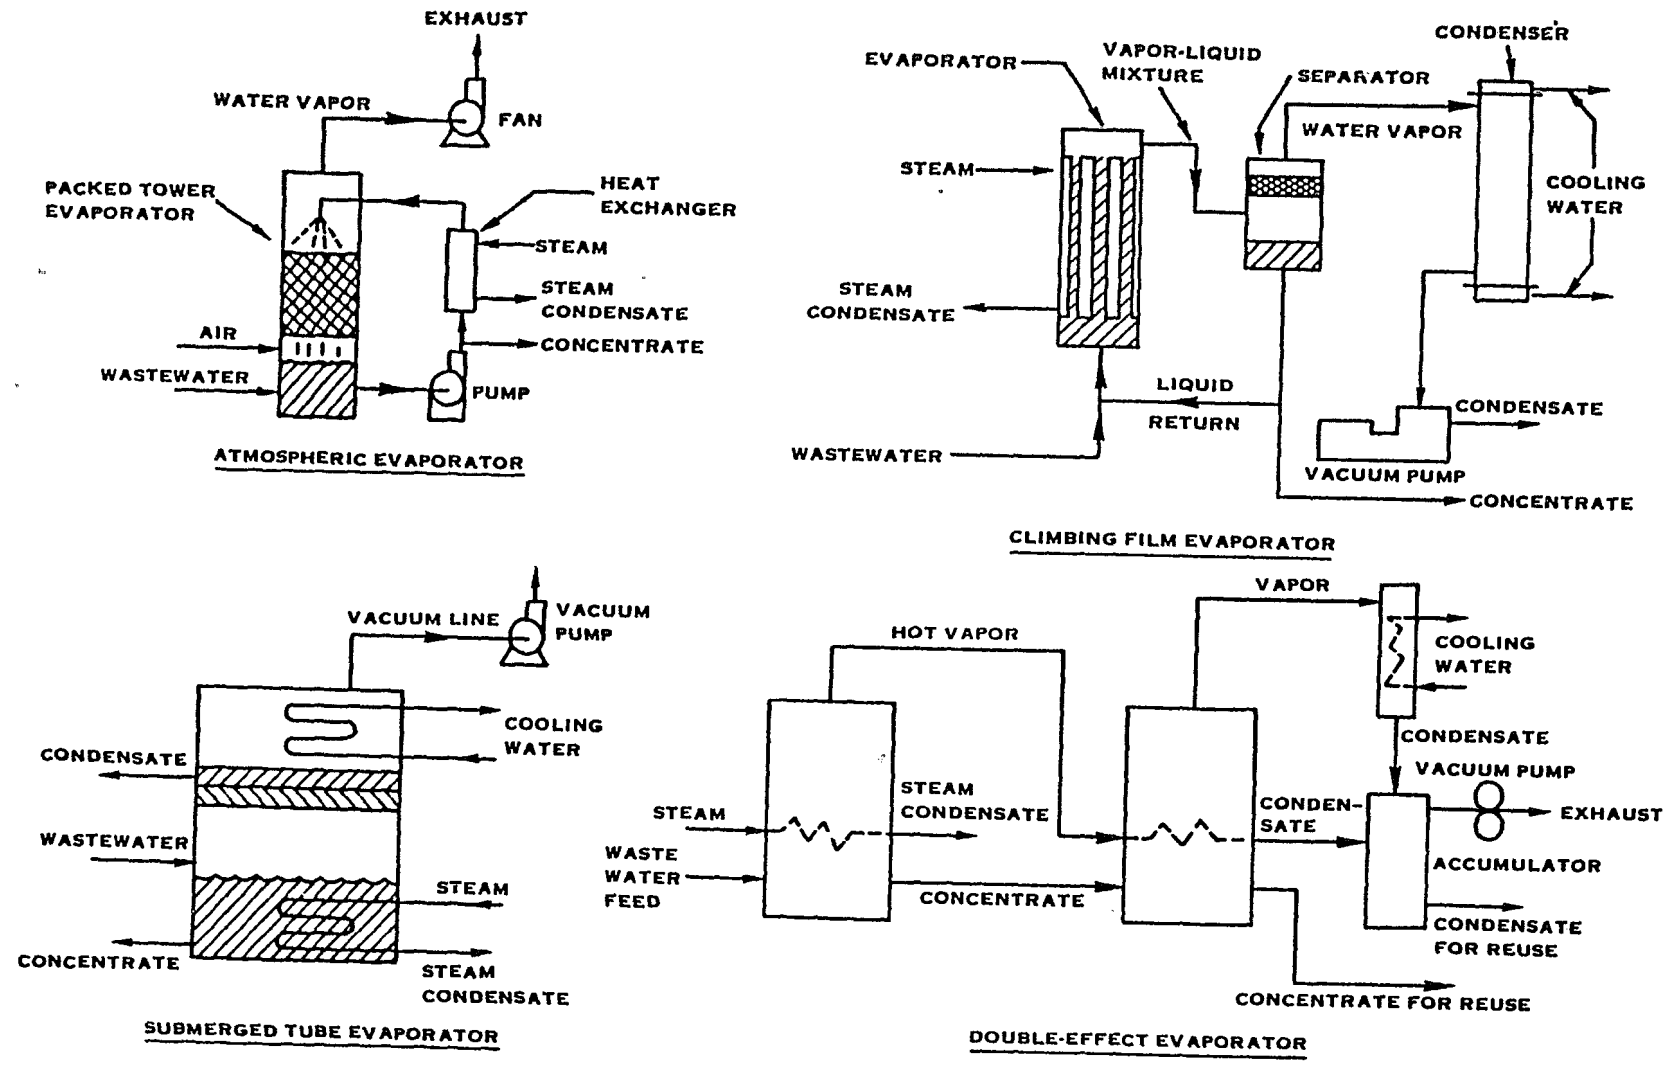 EXHAUST
WATER VAPOR
FAN
PACKED TOWER
EVAPORATOR
HEAT
EXCHANGER
STEAM
STEAM
CONDENSATE
AIR
CONCENTRATE
WASTEWATER
PUMP
ATMOSPHERIC EVAPORATOR
CONDENSER
EVAPORATOR
VAPOR-LIQUID
MIXTURE
SEPARATOR
WATER VAPOR
STEAM
COOLING
WATER
STEAM
CONDENSATE
LIQUID
RETURN
WASTEWATER
CONDENSATE
VACUUM PUMP
CONCENTRATE
CLIMBING FILM EVAPORATOR
VACUUM LINE
VACUUM
PUMP
COOLING
WATER
CONDENSATE
WASTEWATER
STEAM
CONCENTRATE
STEAM
CONDENSATE
SUBMERGED TUBE EVAPORATOR
VAPOR
HOT VAPOR
COOLING
WATER
CONDENSATE
VACUUM PUMP
STEAM
STEAM
CONDENSATE
CONDEN-
SATE
EXHAUST
WASTE
WATER
FEED
CONCENTRATE
ACCUMULATOR
CONDENSATE
FOR REUSE
CONCENTRATE FOR REUSE
DOUBLE-EFFECT EVAPORATOR